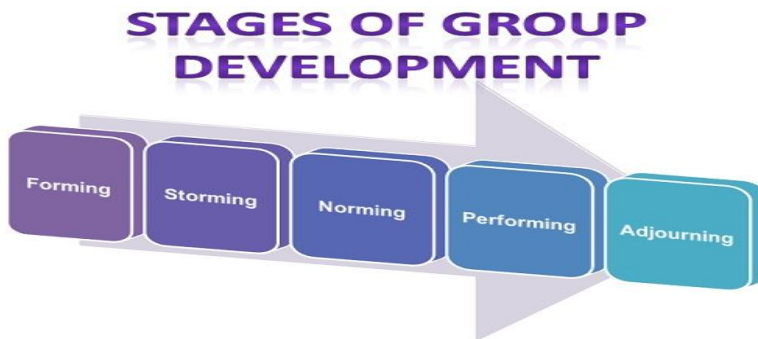 STAGES OF GROUP
DEVELOPMENT
Forming
Storming
Norming
Performing
Adjourning